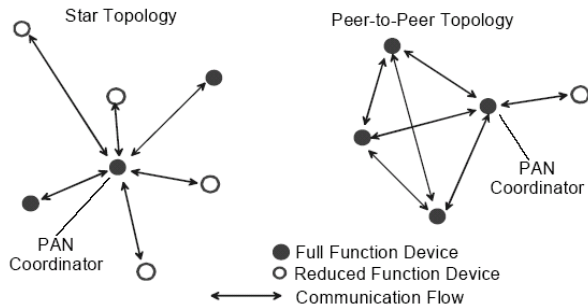 Star Topology
Peer-to-Peer Topology
PAN
Coordinator
PAN
Coordinator
Full Function Device
Reduced Function Device
Communication Flow